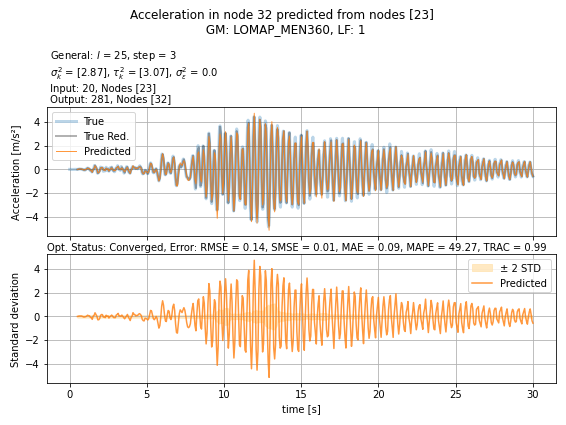 Acceleration in node 32 predicted from nodes [23]
GM: LOMAP_MEN360, LF: 1
General: l = 25, step = 3
σ²ₖ = [2.87], τ²ₖ = [3.07], σ²ε = 0.0
Input: 20, Nodes [23]
Output: 281, Nodes [32]
True
True Red.
Predicted
Acceleration [m/s²]
4
2
0
−2
−4
Opt. Status: Converged, Error: RMSE = 0.14, SMSE = 0.01, MAE = 0.09, MAPE = 49.27, TRAC = 0.99
± 2 STD
Predicted
Standard deviation
4
2
0
−2
−4
0 5 10 15 20 25 30
time [s]